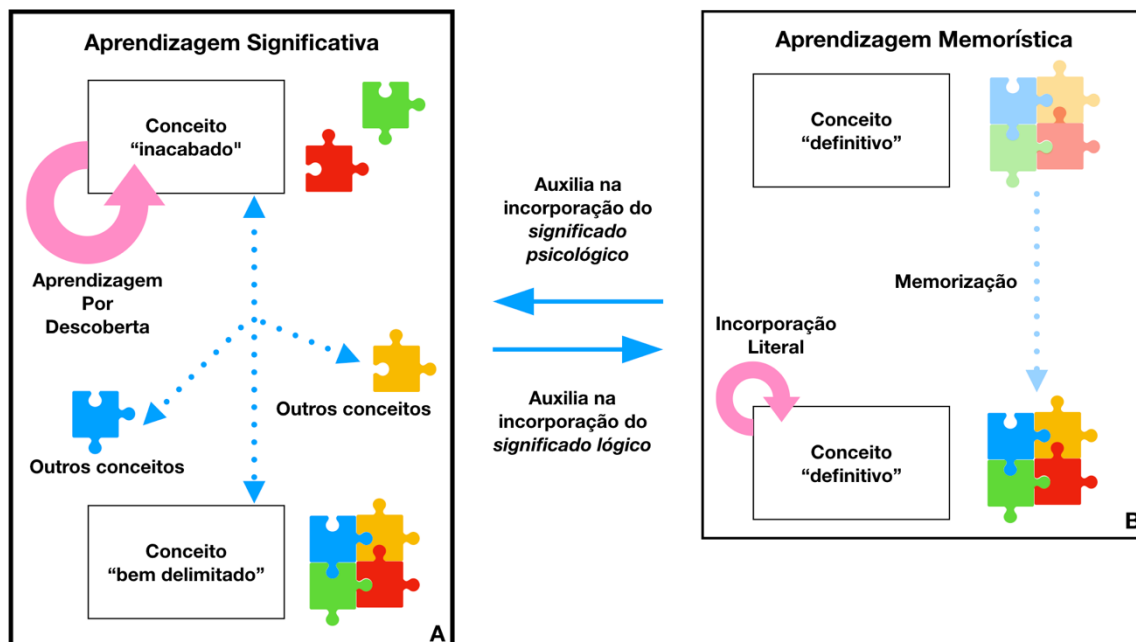 Aprendizagem Significativa
Conceito
“inacabado"
Aprendizagem
Por
Descoberta
Outros conceitos
Outros conceitos
Conceito
“bem delimitado”
A
Auxilia na
incorporação do
significado
psicológico
Auxilia na
incorporação do
significado lógico
Aprendizagem Memorística
Conceito
“definitivo”
Memorização
Incorporação
Literal
Conceito
“definitivo”
B